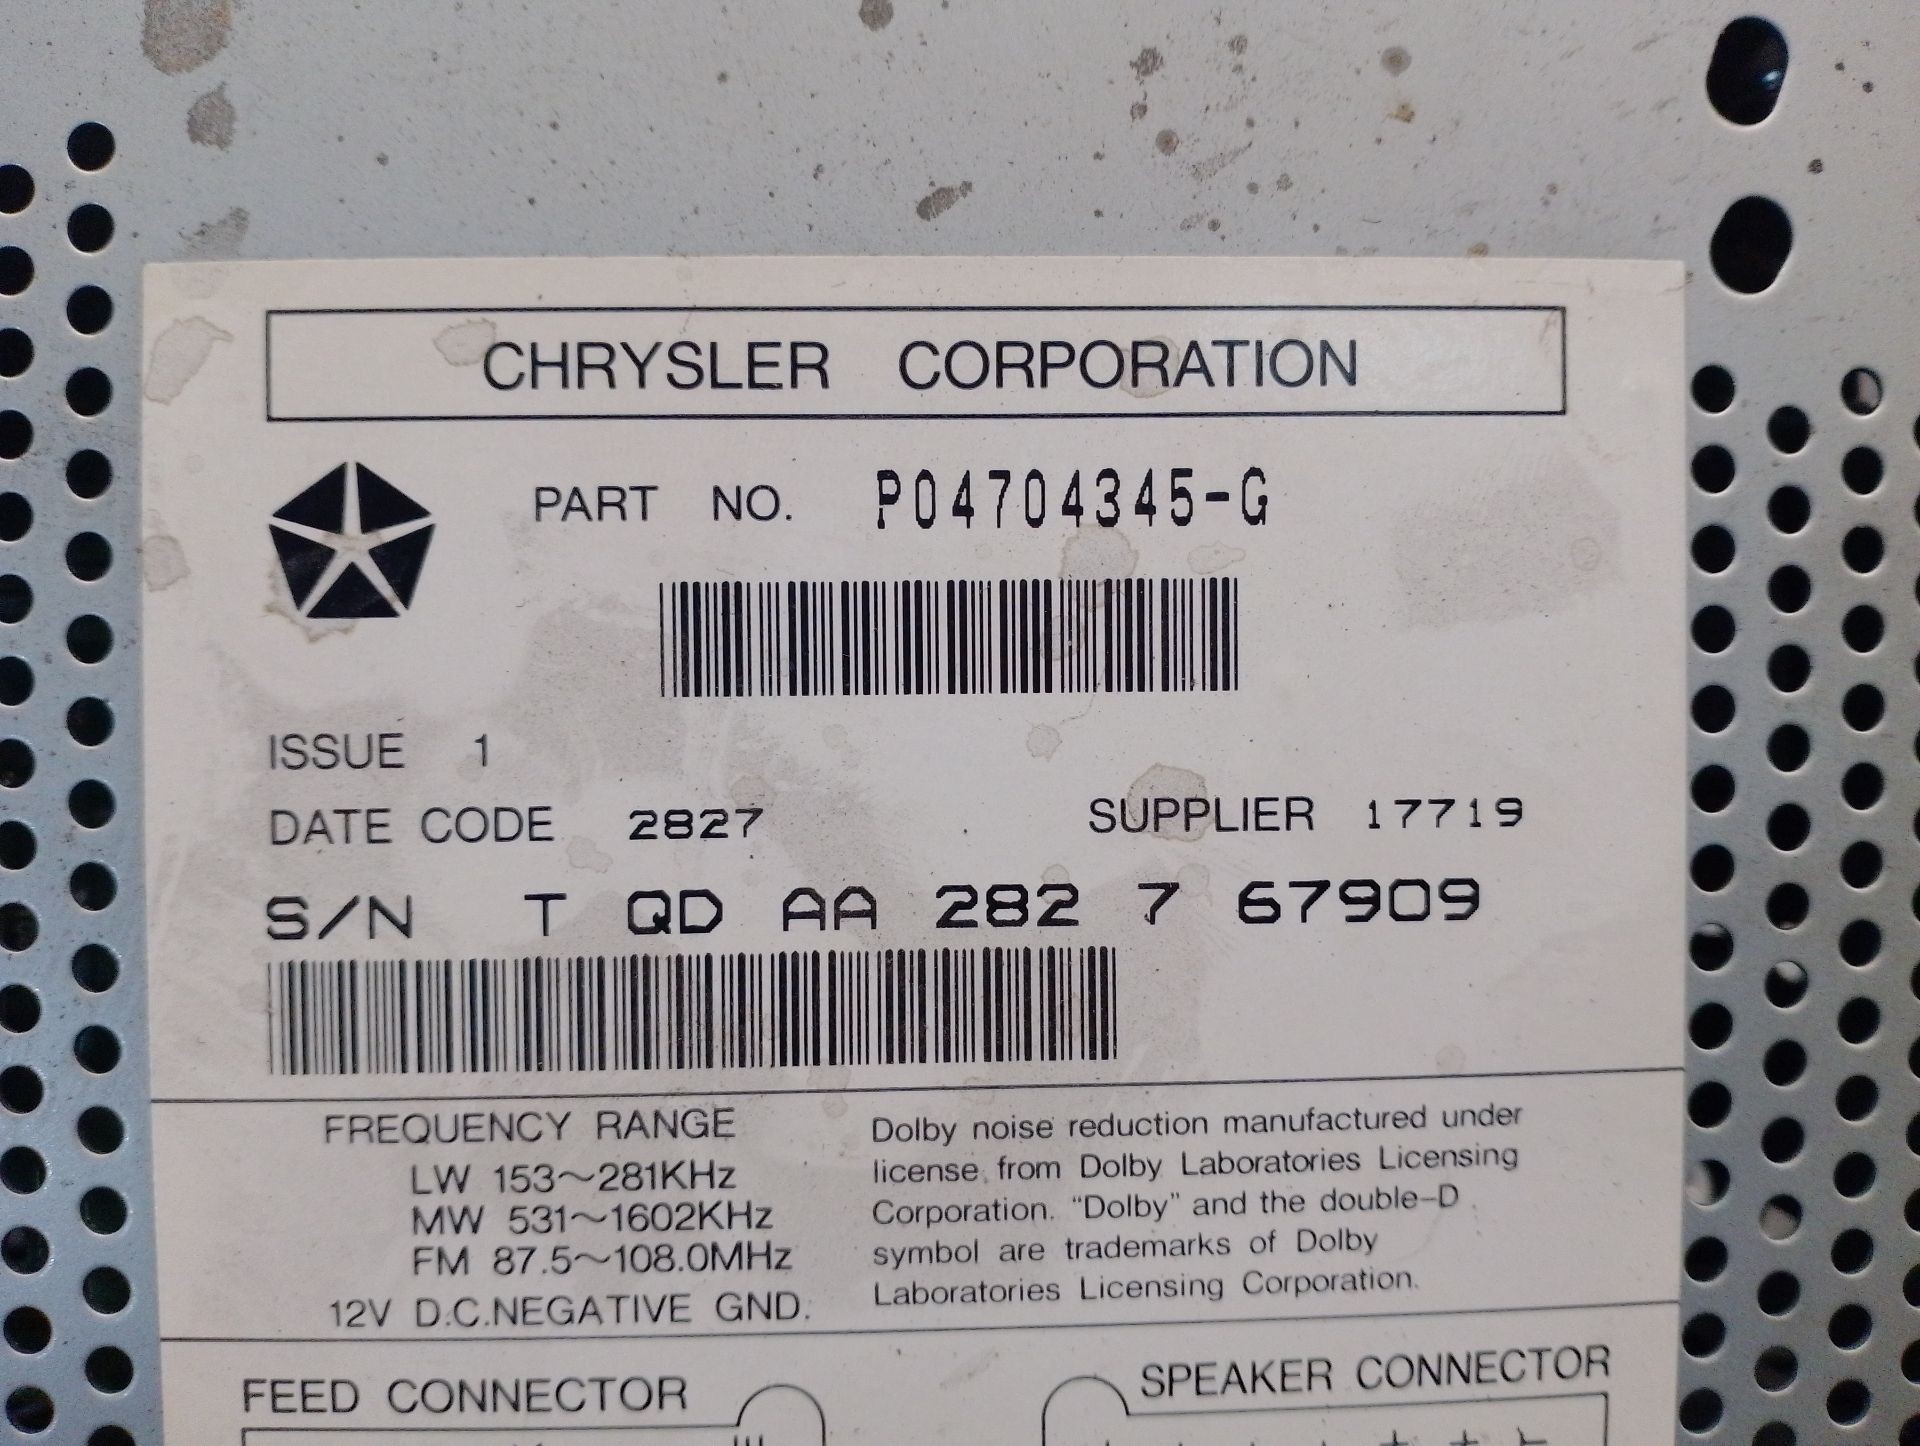 CHRYSLER CORPORATION
PART NO. P04704345-G
ISSUE 1
DATE CODE 2827
SUPPLIER 17719
S/N T QD AA 282 7 67909
FREQUENCY RANGE
LW 153~281KHz
MW 531~1602KHz
FM 87.5~108.0MHz
12V D.C.NEGATIVE GND.
Dolby noise reduction manufactured under
license from Dolby Laboratories Licensing
Corporation. “Dolby” and the double-D
symbol are trademarks of Dolby
Laboratories Licensing Corporation.
FEED CONNECTOR
SPEAKER CONNECTOR